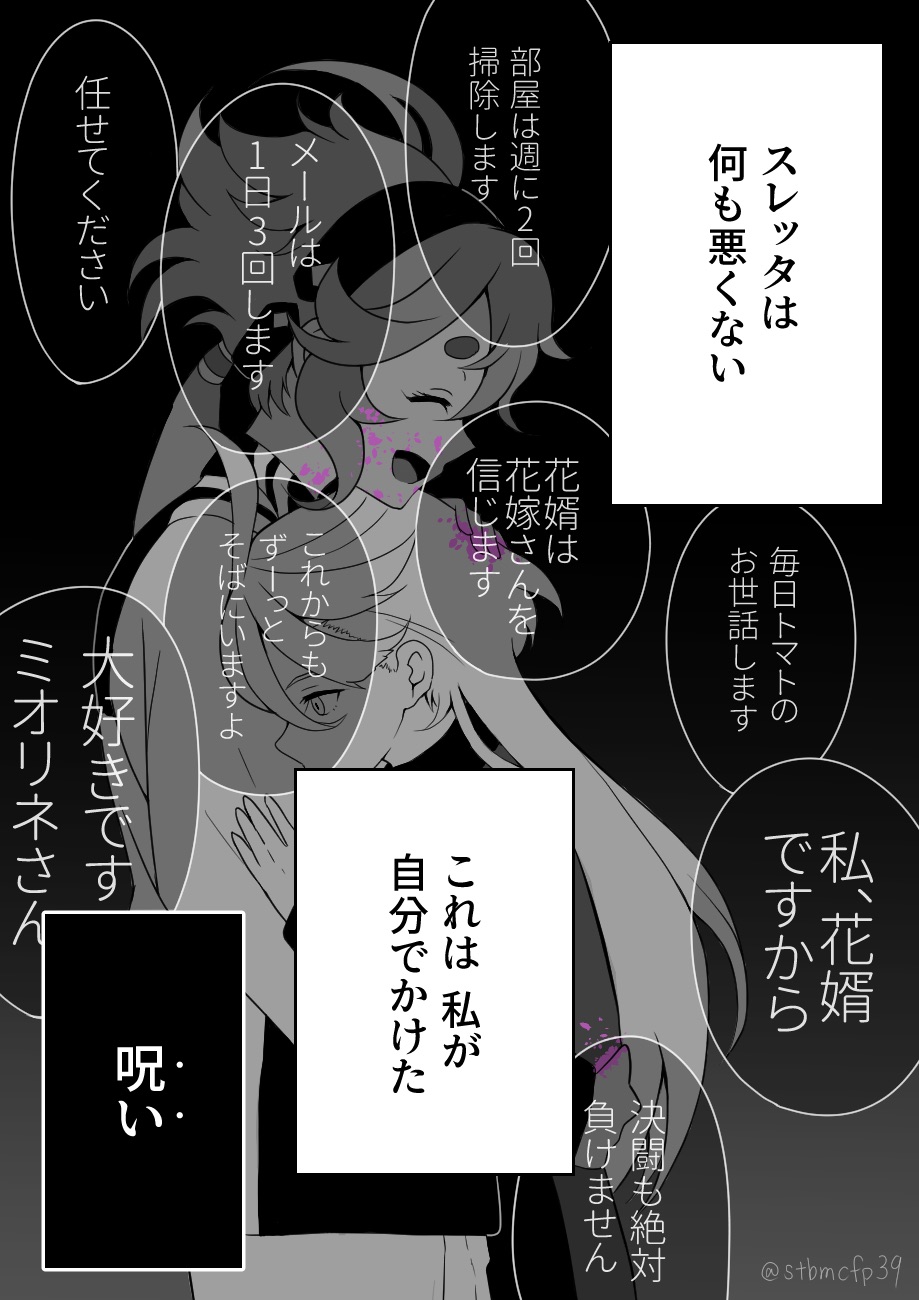 スレッタは
何も悪くない
部屋は週に2回
掃除します
メールは
1日3回します
任せてください
花婿は
花嫁さんを
信じます
これからも
ずーっと
そばにいますよ
毎日トマトの
お世話します
大好きです
ミオリネさん
私、花婿
ですから
これは 私が
自分でかけた
決闘も絶対
負けません
呪い
@stbmcfp39